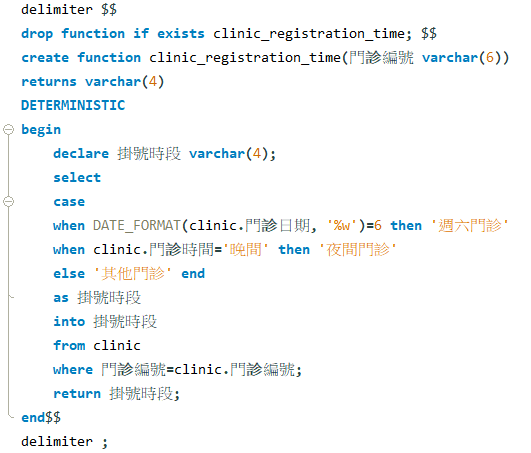 delimiter $$
drop function if exists clinic_registration_time; $$
create function clinic_registration_time(門診編號 varchar(6))
returns varchar(4)
DETERMINISTIC
begin
declare 掛號時段 varchar(4);
select
case
when DATE_FORMAT(clinic.門診日期, '%w')=6 then '週六門診'
when clinic.門診時間='晚間' then '夜間門診'
else '其他門診' end
as 掛號時段
into 掛號時段
from clinic
where 門診編號=clinic.門診編號;
return 掛號時段;
end$$
delimiter ;